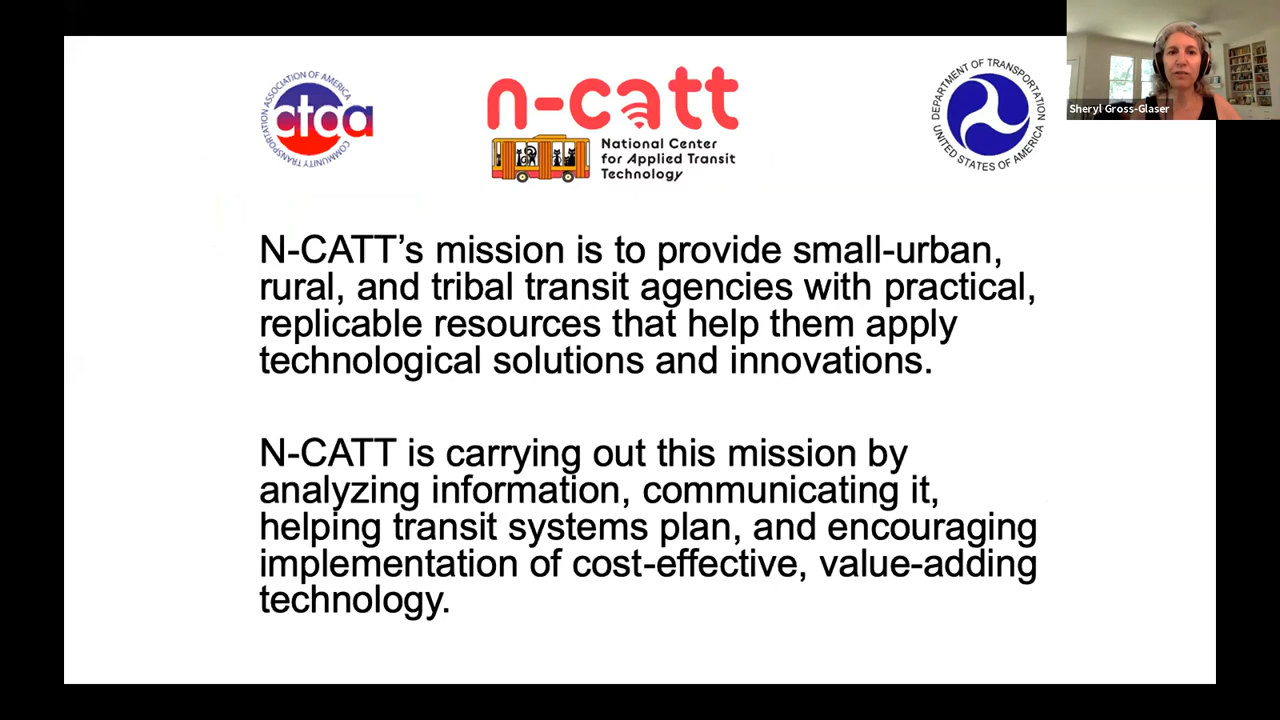 COMMUNITY TRANSPORTATION ASSOCIATION OF AMERICA
ctaa
n-catt
National Center
for Applied Transit
Technology
DEPARTMENT OF TRANSPORTATION
UNITED STATES OF AMERICA
Sheryl Gross-Glaser
N-CATT’s mission is to provide small-urban,
rural, and tribal transit agencies with practical,
replicable resources that help them apply
technological solutions and innovations.
N-CATT is carrying out this mission by
analyzing information, communicating it,
helping transit systems plan, and encouraging
implementation of cost-effective, value-adding
technology.